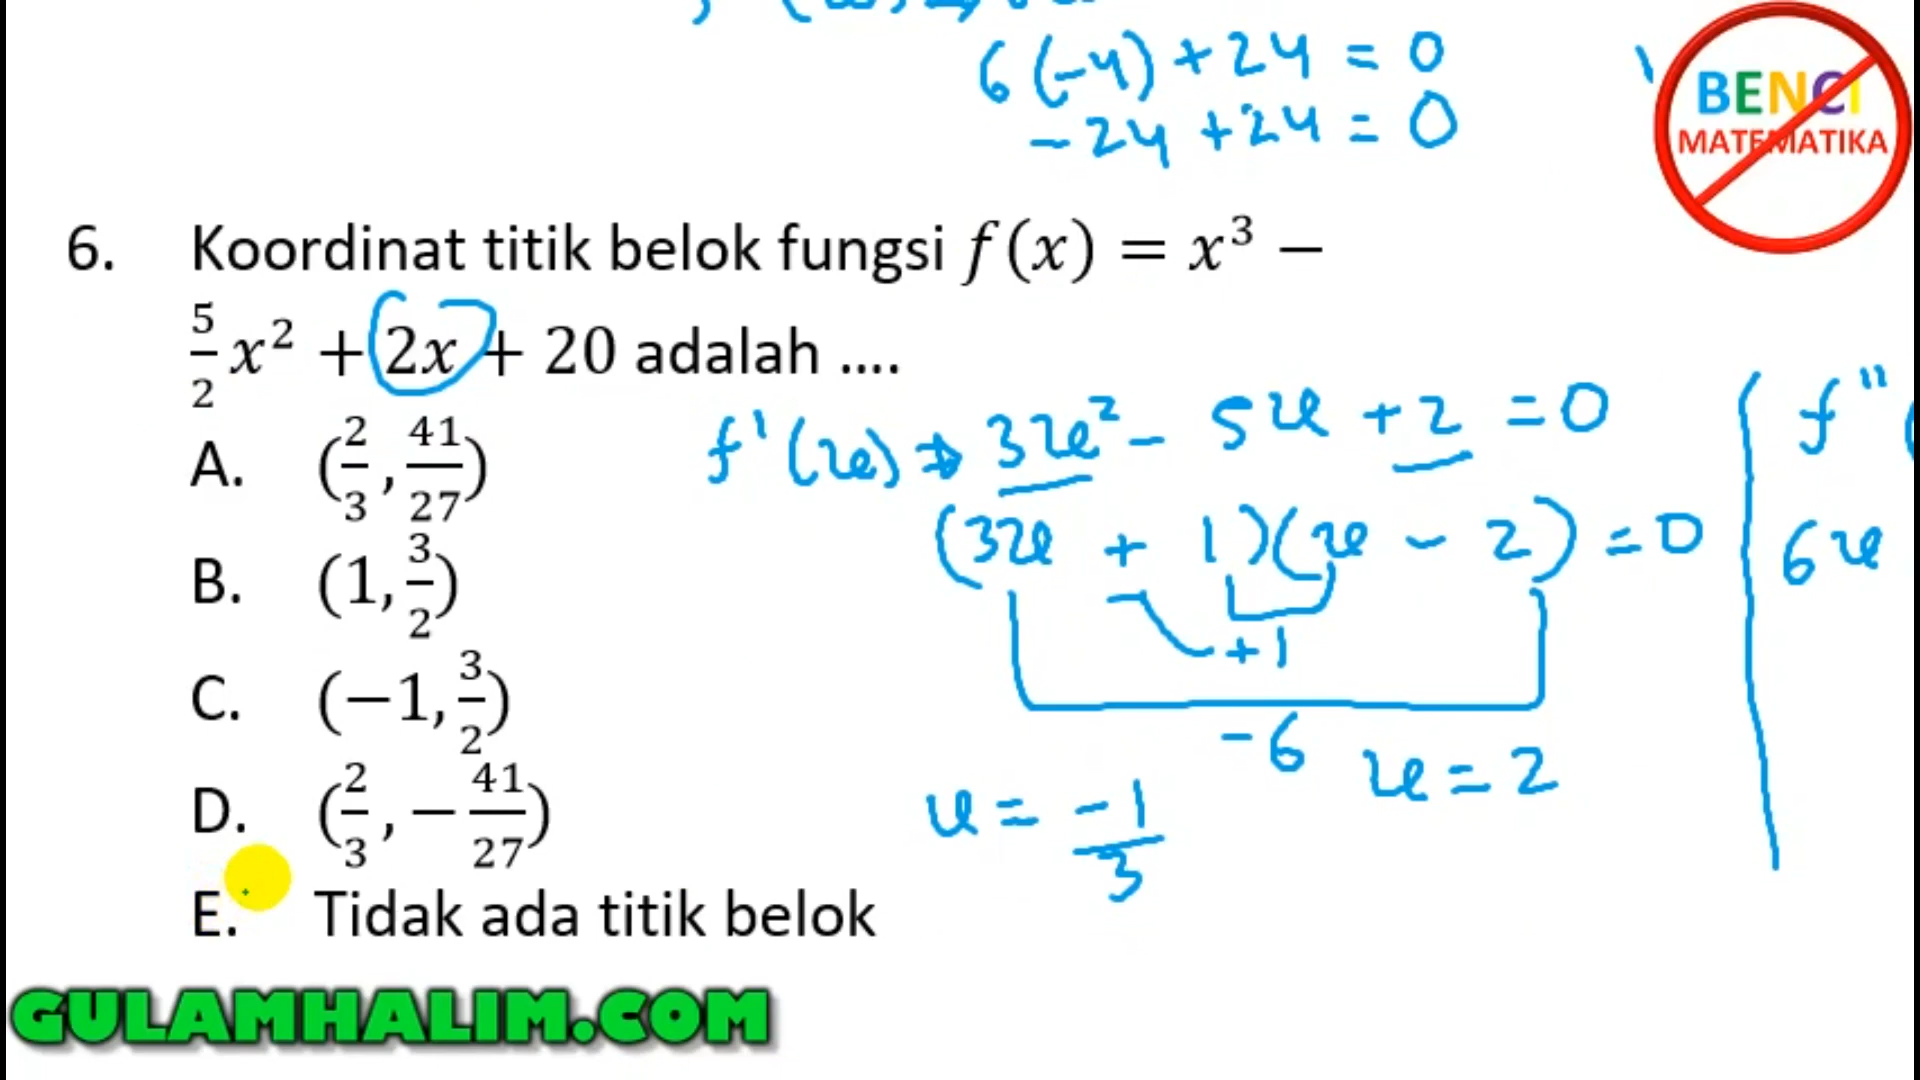 6(-4) + 24 = 0
-24 + 24 = 0
BENCI
MATEMATIKA
6. Koordinat titik belok fungsi f(x) = x³ −
5/2 x² + 2x + 20 adalah ....
f'(x) → 3x² - 5x + 2 = 0
f''
A. (2/3, 41/27)
(3x + 1)(x - 2) = 0
6x
B. (1, 3/2)
+1
C. (−1, 3/2)
-6
x = 2
D. (2/3, −41/27)
x = -1/3
E. Tidak ada titik belok
GULAMHALIM.COM